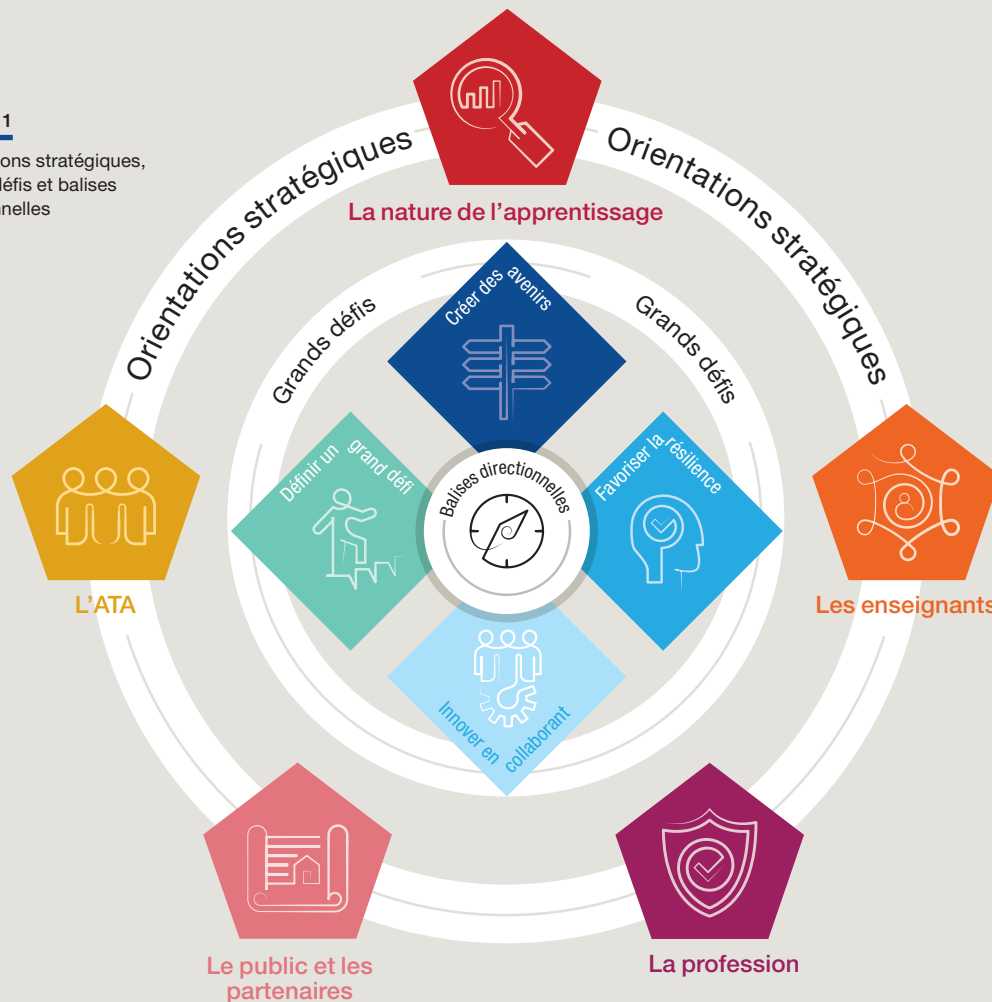 1
ons stratégiques,
éfis et balises
nnelles
Orientations stratégiques
Orientations stratégiques
La nature de l’apprentissage
Grands défis
Grands défis
Créer des
avenirs
Définir un
grand défi
Favoriser la
résilience
Balises directionnelles
Innover en
collaborant
L’ATA
Les enseignants
Le public et les
partenaires
La profession